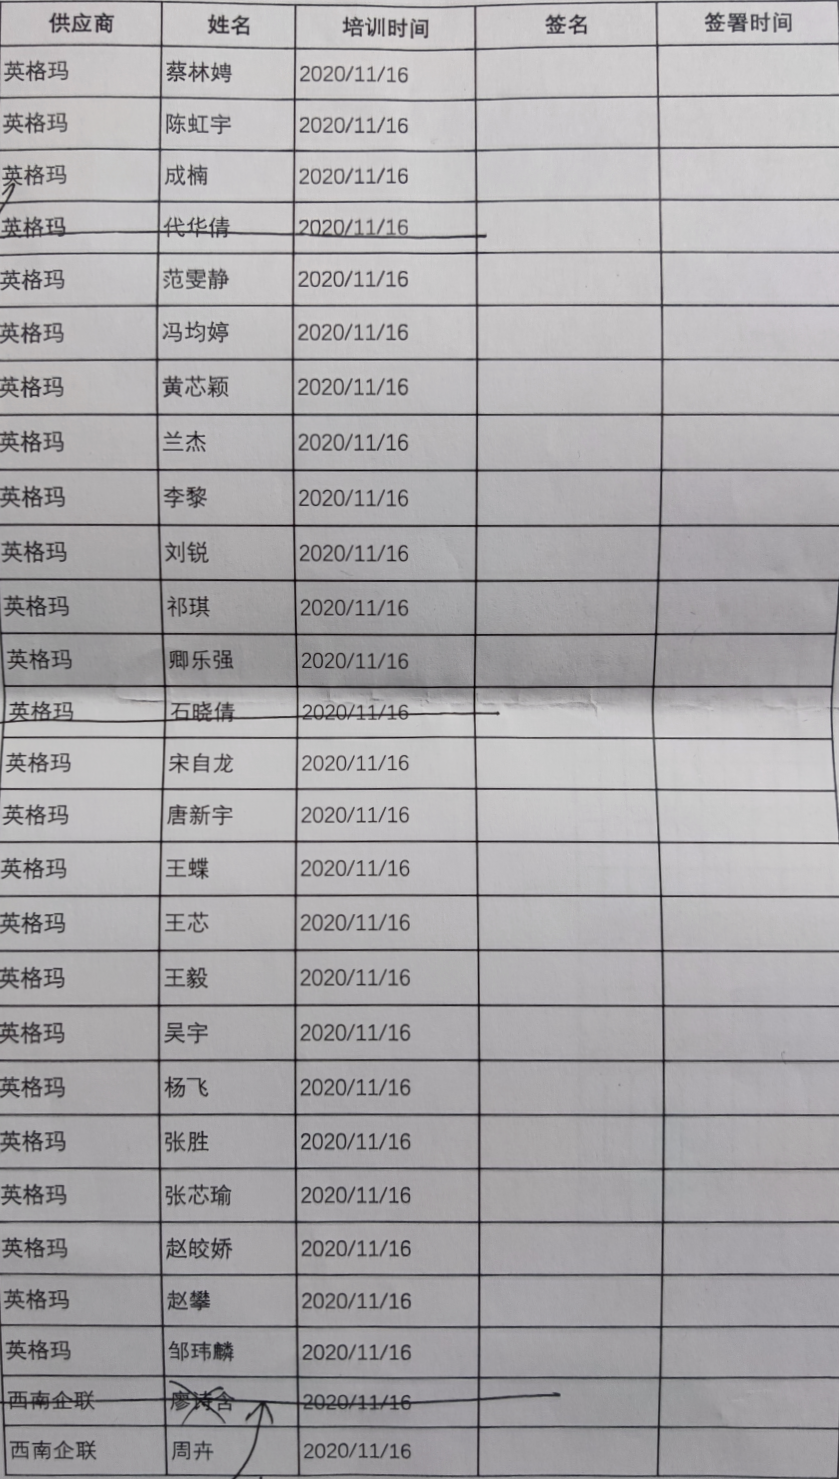 供应商 姓名 培训时间 签名 签署时间
英格玛 蔡林娉 2020/11/16
英格玛 陈虹宇 2020/11/16
英格玛 成楠 2020/11/16
英格玛 代华倩 2020/11/16
英格玛 范雯静 2020/11/16
英格玛 冯均婷 2020/11/16
英格玛 黄芯颖 2020/11/16
英格玛 兰杰 2020/11/16
英格玛 李黎 2020/11/16
英格玛 刘锐 2020/11/16
英格玛 祁琪 2020/11/16
英格玛 卿乐强 2020/11/16
英格玛 石晓倩 2020/11/16
英格玛 宋自龙 2020/11/16
英格玛 唐新宇 2020/11/16
英格玛 王蝶 2020/11/16
英格玛 王芯 2020/11/16
英格玛 王毅 2020/11/16
英格玛 吴宇 2020/11/16
英格玛 杨飞 2020/11/16
英格玛 张胜 2020/11/16
英格玛 张芯瑜 2020/11/16
英格玛 赵皎娇 2020/11/16
英格玛 赵攀 2020/11/16
英格玛 邹玮麟 2020/11/16
西南企联 廖诗含 2020/11/16
西南企联 周卉 2020/11/16